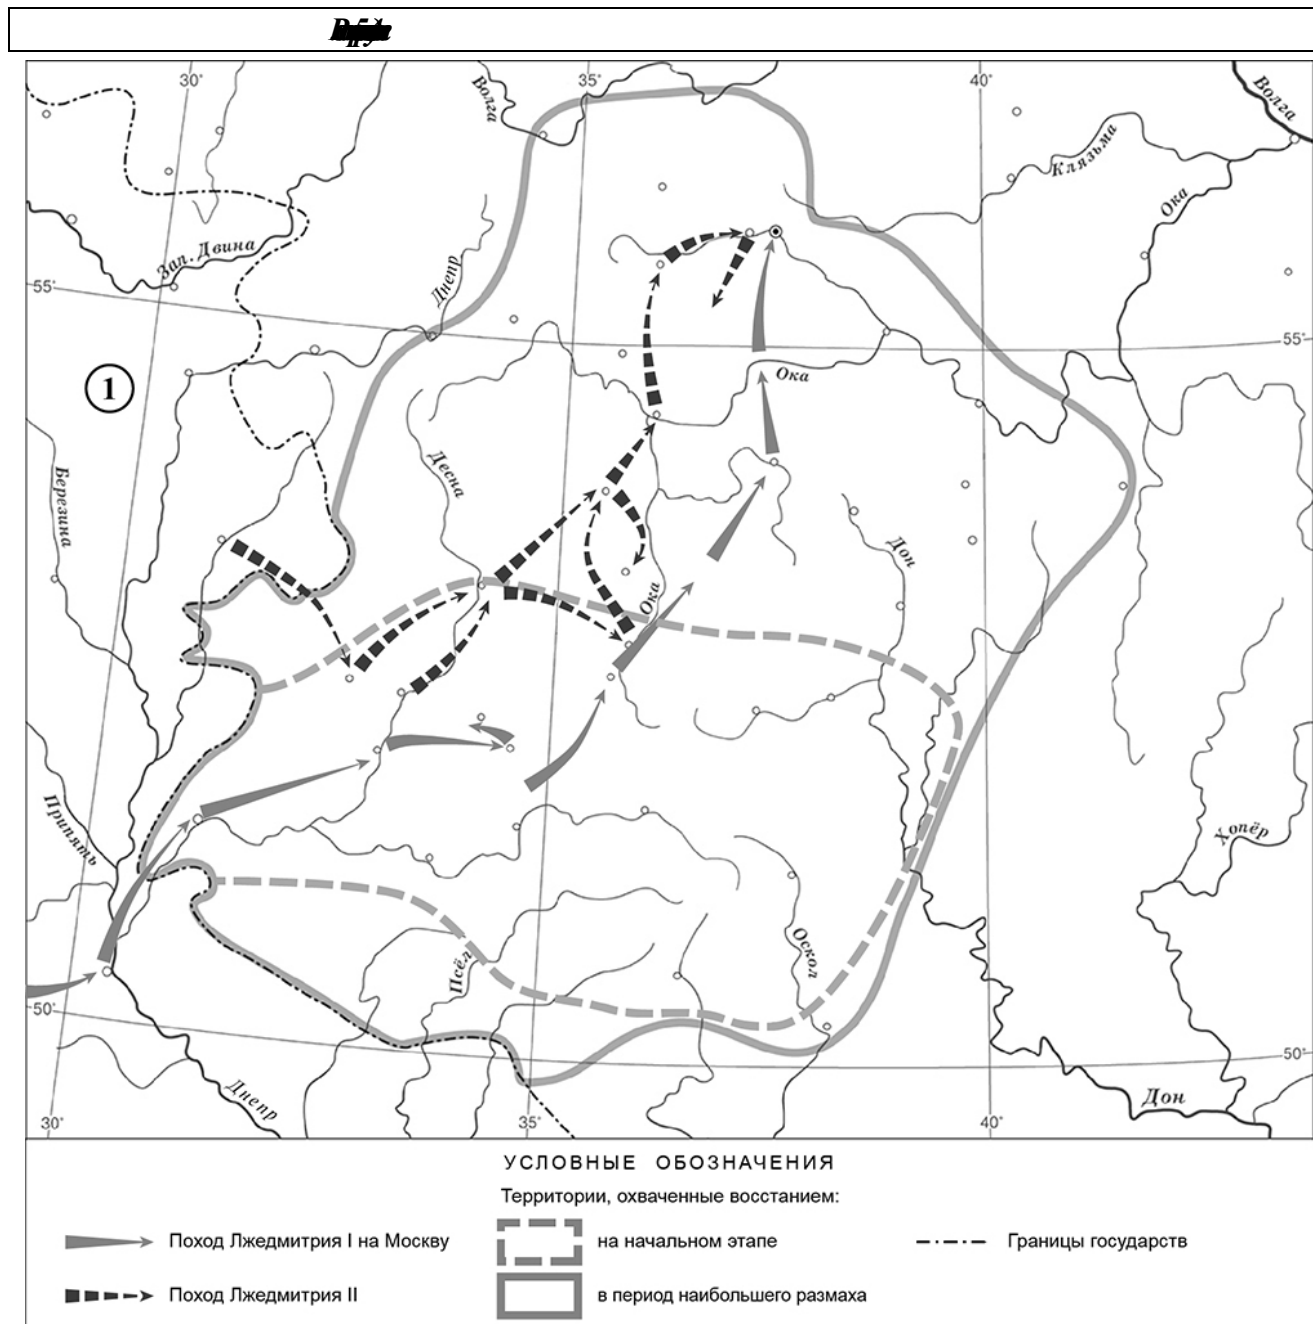 30° 35° 40°
Волга
Волга
Клязьма
Ока
Зап. Двина
Днепр
55°
55°
1
Ока
Десна
Березина
Дон
Ока
Припять
Хопёр
Оскол
Псёл
50°
50°
Днепр
Дон
30° 35° 40°
УСЛОВНЫЕ ОБОЗНАЧЕНИЯ
Территории, охваченные восстанием:
Поход Лжедмитрия I на Москву
на начальном этапе
Границы государств
Поход Лжедмитрия II
в период наибольшего размаха